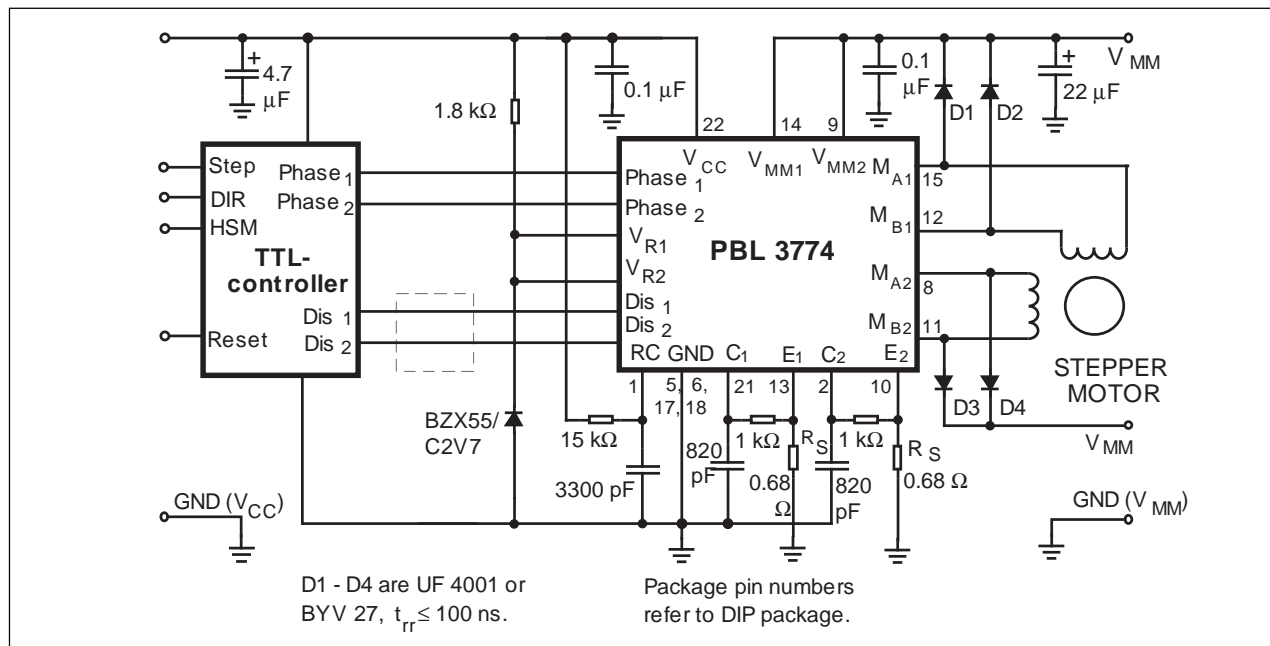 +
4.7
μF
1.8 kΩ
0.1 μF
0.1
μF
D1
D2
+
22 μF
V MM
22
14
9
Step
DIR
HSM
Reset
Phase 1
Phase 2
TTL-
controller
Dis 1
Dis 2
Phase 1
Phase 2
V R1
V R2
Dis 1
Dis 2
V CC
V MM1
V MM2
PBL 3774
M A1
15
M B1
12
M A2
8
M B2
11
RC
GND
C1
E1
C2
E2
1
5, 6,
17, 18
21
13
2
10
STEPPER
MOTOR
D3
D4
V MM
BZX55/
C2V7
15 kΩ
3300 pF
1 kΩ
820
pF
R S
0.68
Ω
1 kΩ
820
pF
R S
0.68 Ω
GND (V CC)
GND (V MM)
D1 - D4 are UF 4001 or
BYV 27, t rr ≤ 100 ns.
Package pin numbers
refer to DIP package.